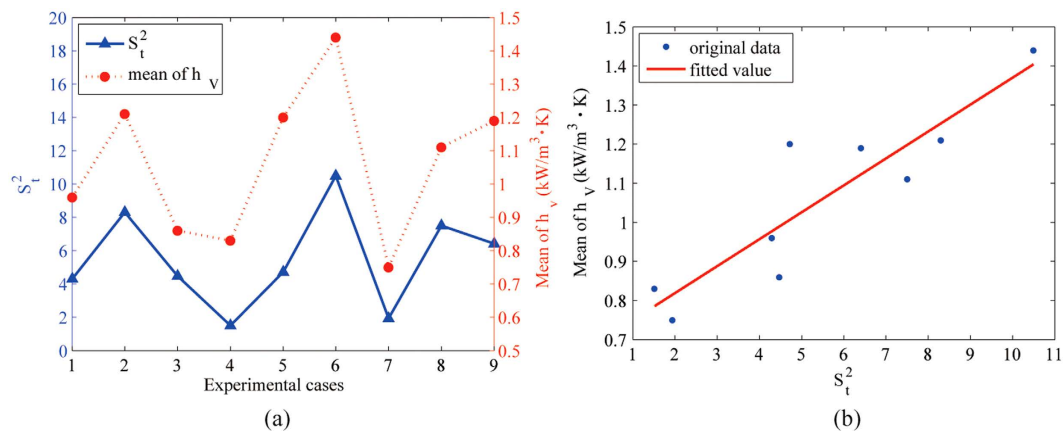 20
18
16
14
12
10
8
6
4
2
0
S_t^2
S_t^2
mean of h_V
1.5
1.4
1.3
1.2
1.1
1
0.9
0.8
0.7
0.6
0.5
Mean of h_v (kW/m^3•K)
1 2 3 4 5 6 7 8 9
Experimental cases
(a)
1.5
1.4
1.3
1.2
1.1
1
0.9
0.8
0.7
Mean of h_v (kW/m^3•K)
original data
fitted value
1 2 3 4 5 6 7 8 9 10 11
S_t^2
(b)